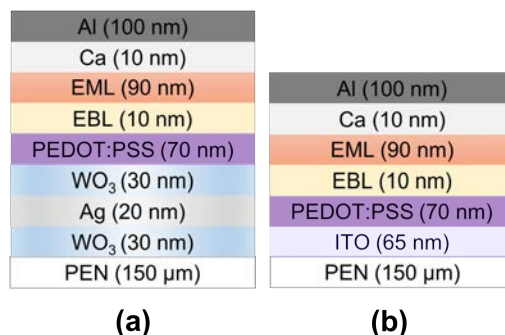 Al (100 nm)
Ca (10 nm)
EML (90 nm)
EBL (10 nm)
PEDOT:PSS (70 nm)
WO₃ (30 nm)
Ag (20 nm)
WO₃ (30 nm)
PEN (150 μm)
(a)
Al (100 nm)
Ca (10 nm)
EML (90 nm)
EBL (10 nm)
PEDOT:PSS (70 nm)
ITO (65 nm)
PEN (150 μm)
(b)